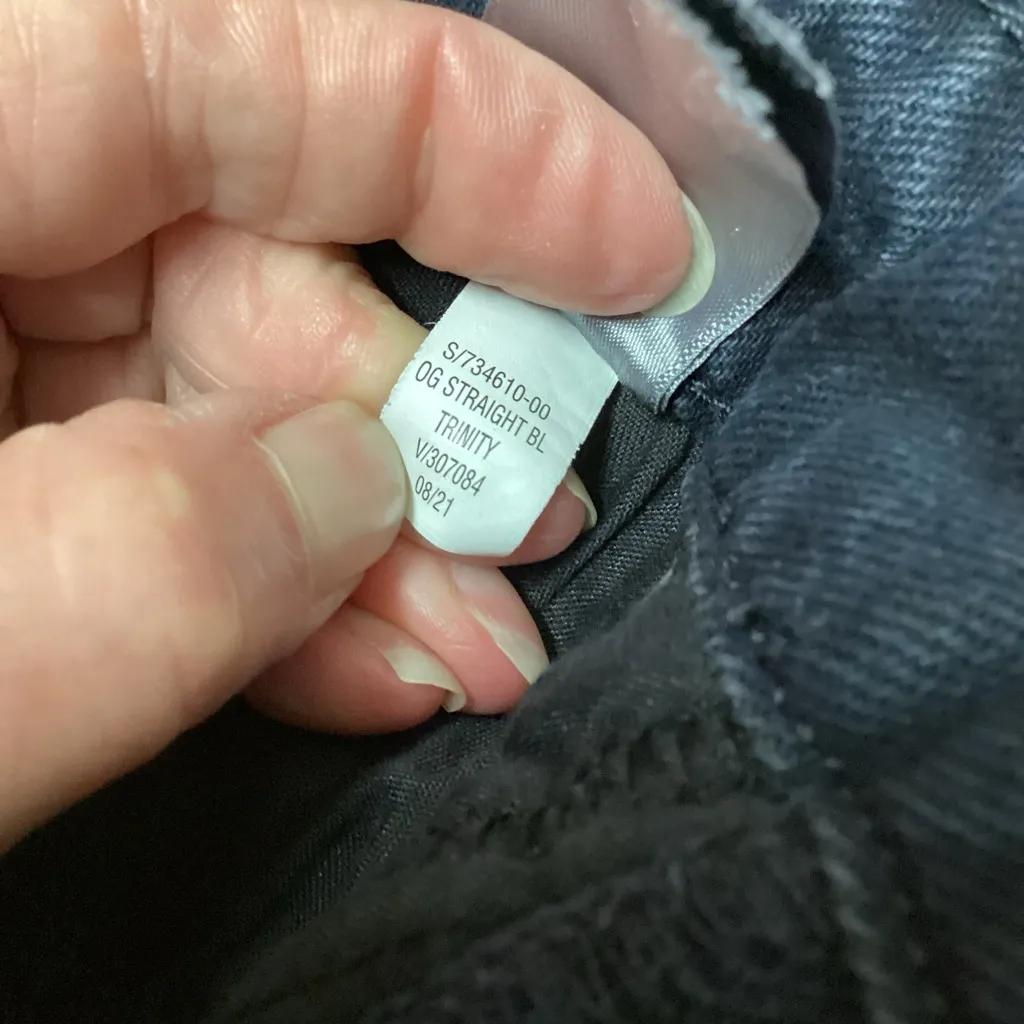 S/734610-00
OG STRAIGHT BL
TRINITY
V/307084
08/21